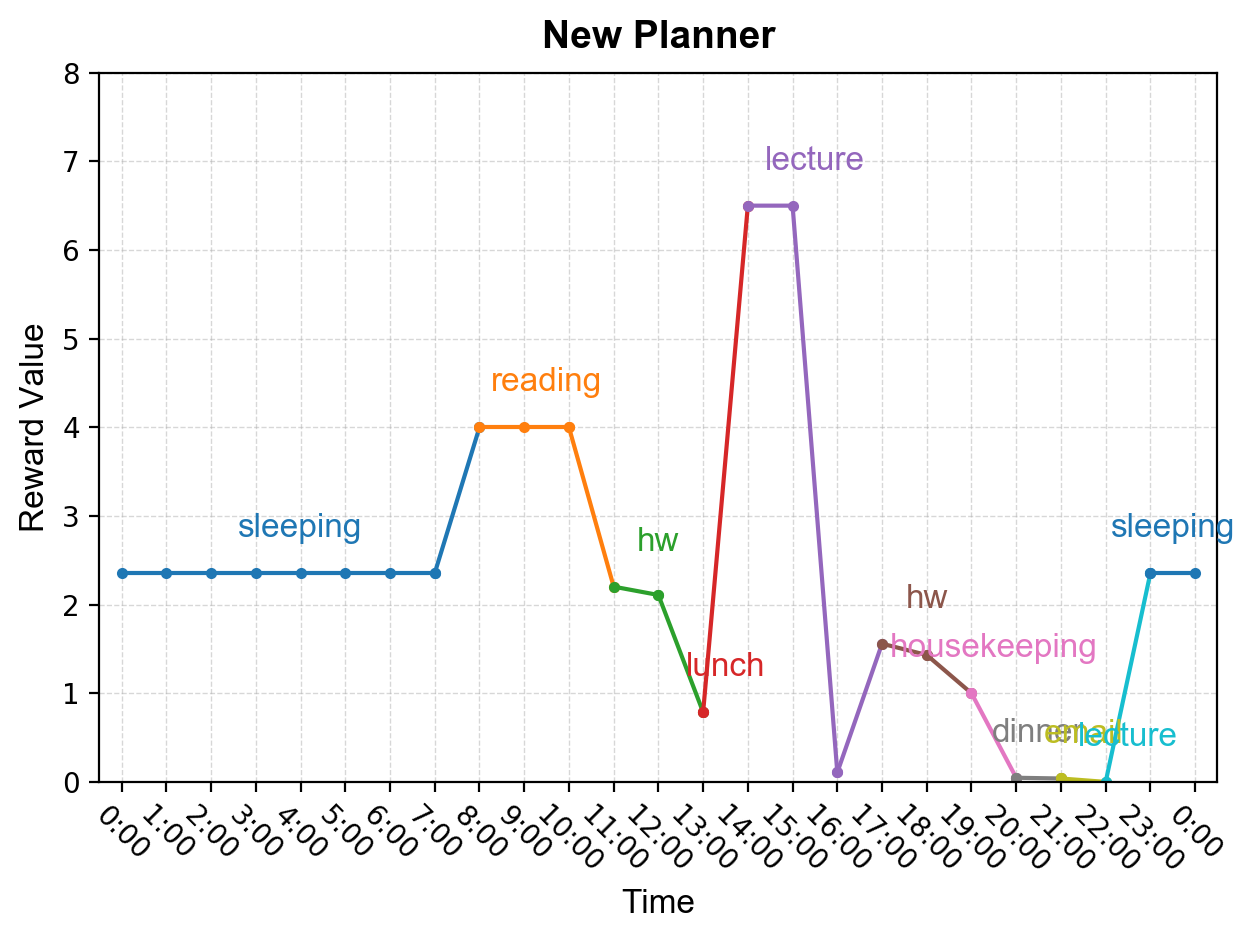 New Planner
8
7
6
5
4
3
2
1
0
Reward Value
lecture
reading
sleeping
hw
lunch
hw
housekeeping
dinner
email
lecture
sleeping
0:00
1:00
2:00
3:00
4:00
5:00
6:00
7:00
8:00
9:00
10:00
11:00
12:00
13:00
14:00
15:00
16:00
17:00
18:00
19:00
20:00
21:00
22:00
23:00
0:00
Time